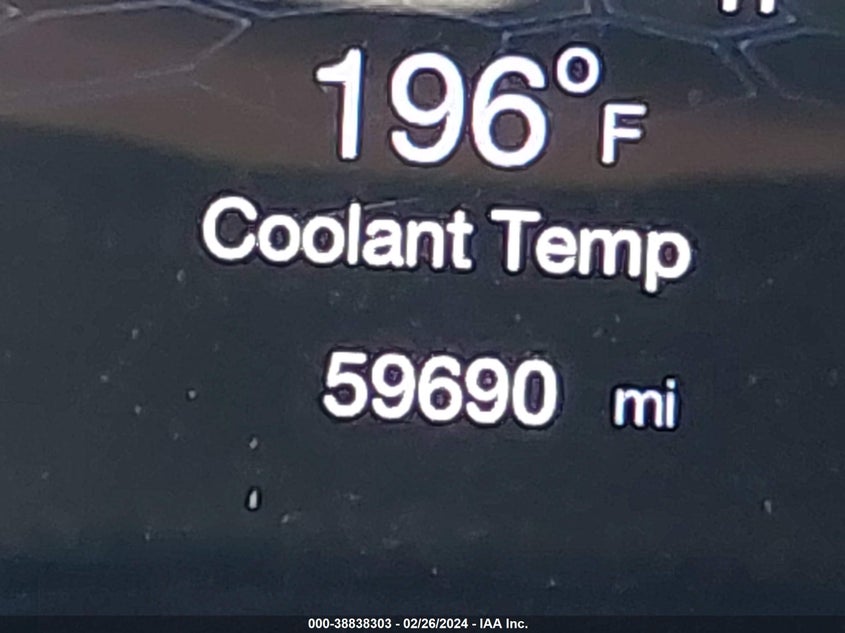 196°F
Coolant Temp
59690 mi
000-38838303 - 02/26/2024 - IAA Inc.